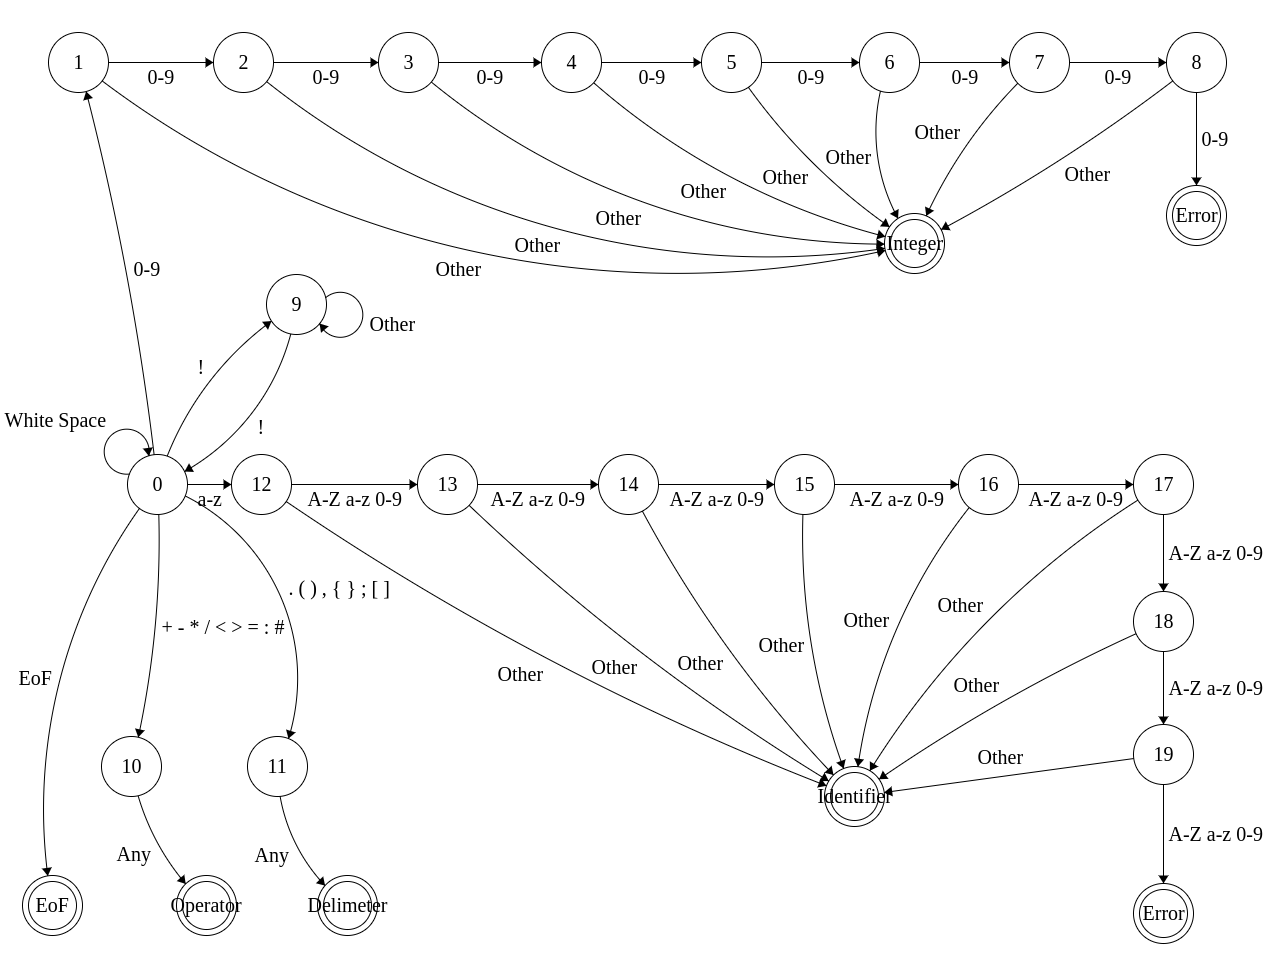 1 2 3 4 5 6 7 8
0-9 0-9 0-9 0-9 0-9 0-9 0-9
Other
Other
Other
Other
Other
Other
Other
Other
0-9
Integer
Error
0-9
9
Other
!
!
White Space
0 12 13 14 15 16 17
a-z A-Z a-z 0-9 A-Z a-z 0-9 A-Z a-z 0-9 A-Z a-z 0-9 A-Z a-z 0-9
A-Z a-z 0-9
. ( ) , { } ; [ ]
+ - * / < > = : #
EoF
Other
Other
Other
Other
Other
Other
Other
Other
18
A-Z a-z 0-9
19
10
11
Identifier
A-Z a-z 0-9
Any
Any
EoF
Operator
Delimeter
Error